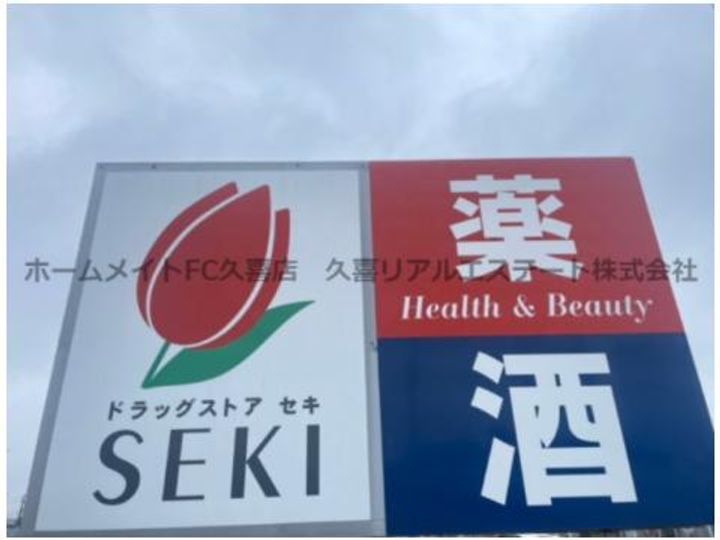 ホームメイトFC久喜店 久喜リアルエステート株式会社
ドラッグストア セキ
SEKI
薬
Health & Beauty
酒